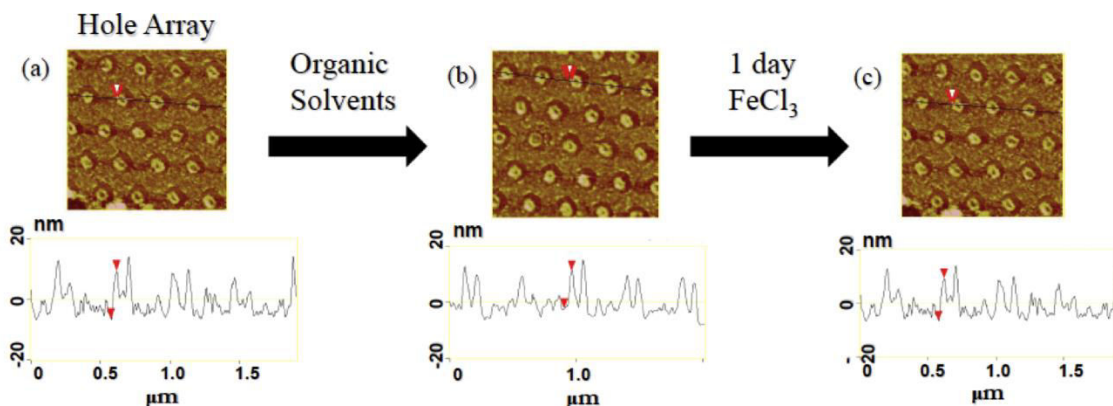 Hole Array
(a)
Organic
Solvents
(b)
1 day
FeCl₃
(c)
nm
20
0
-20
0
0.5
1.0
1.5
μm
nm
20
0
-20
0
1.0
μm
nm
20
0
- 20
0
0.5
1.0
1.5
μm